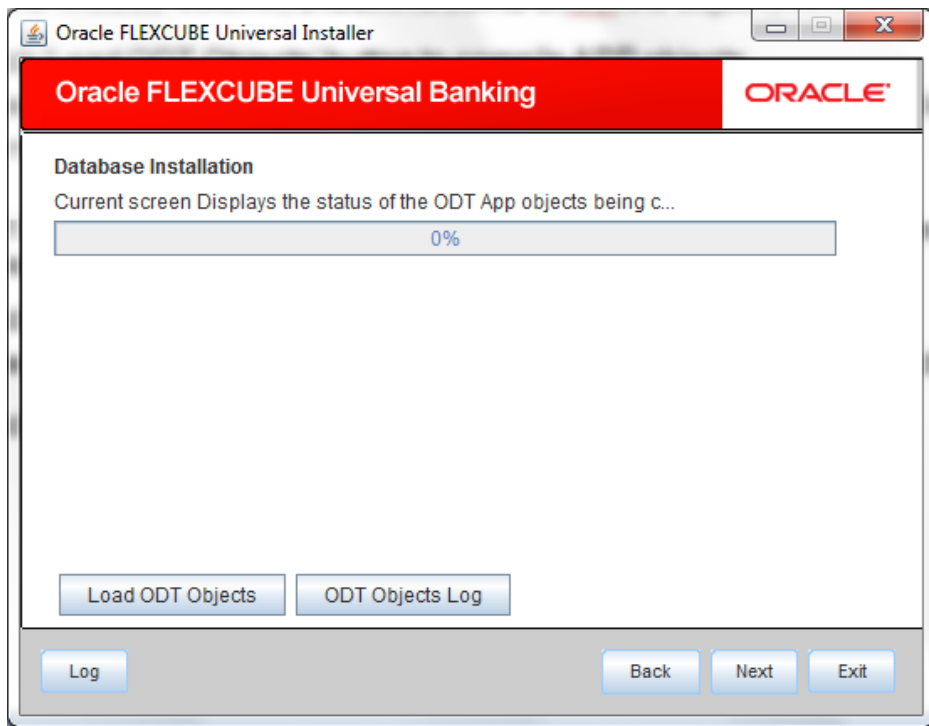 Oracle FLEXCUBE Universal Installer
Oracle FLEXCUBE Universal Banking
ORACLE
Database Installation
Current screen Displays the status of the ODT App objects being c...
0%
Load ODT Objects ODT Objects Log
Log Back Next Exit